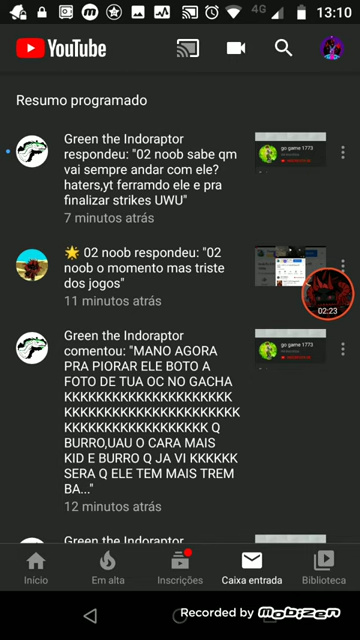 4G 13:10
YouTube
Resumo programado
Green the Indoraptor
respondeu: "02 noob sabe qm
vai sempre andar com ele?
haters,yt ferramdo ele e pra
finalizar strikes UWU"
7 minutos atrás
go game 1773
🌟 02 noob respondeu: "02
noob o momento mas triste
dos jogos"
11 minutos atrás
02:23
Green the Indoraptor
comentou: "MANO AGORA
PRA PIORAR ELE BOTO A
FOTO DE TUA OC NO GACHA
KKKKKKKKKKKKKKKKKKKKK
KKKKKKKKKKKKKKKKKKKKKK
KKKKKKKKKKKKKKKKKK Q
BURRO,UAU O CARA MAIS
KID E BURRO Q JA VI KKKKKK
SERA Q ELE TEM MAIS TREM
BA..."
12 minutos atrás
go game 1773
Green the Indoraptor
Início
Em alta
Inscrições
Caixa entrada
Biblioteca
Recorded by Mobizen